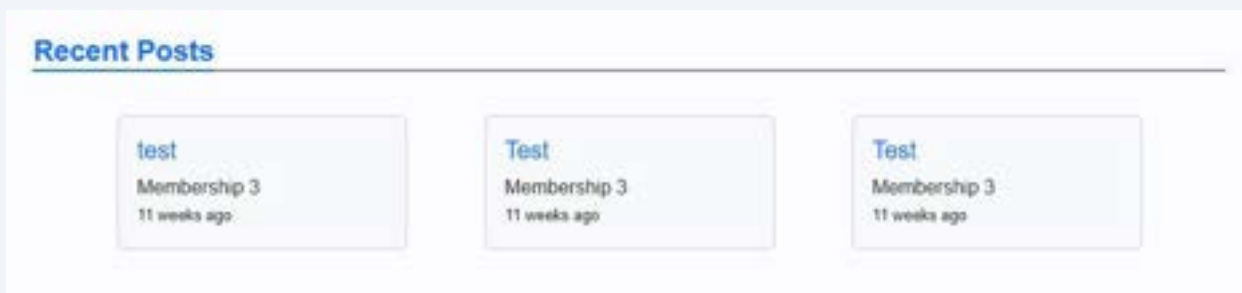 Recent Posts
test
Membership 3
11 weeks ago
Test
Membership 3
11 weeks ago
Test
Membership 3
11 weeks ago